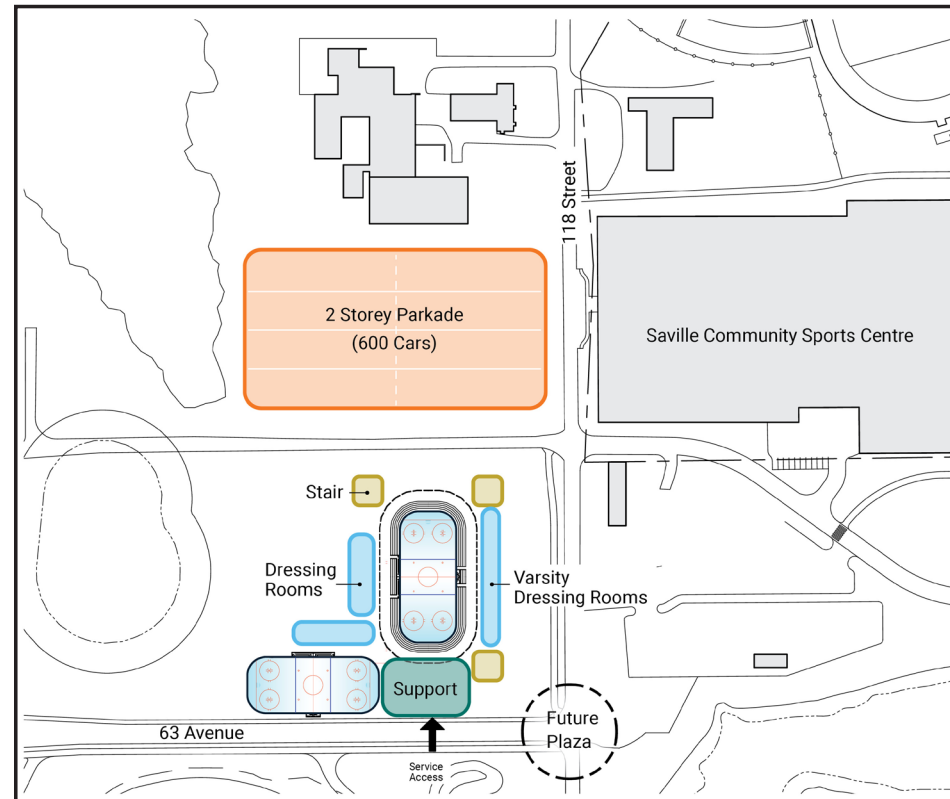 118 Street
2 Storey Parkade
(600 Cars)
Saville Community Sports Centre
Stair
Dressing
Rooms
Varsity
Dressing Rooms
Support
Future
Plaza
63 Avenue
Service
Access